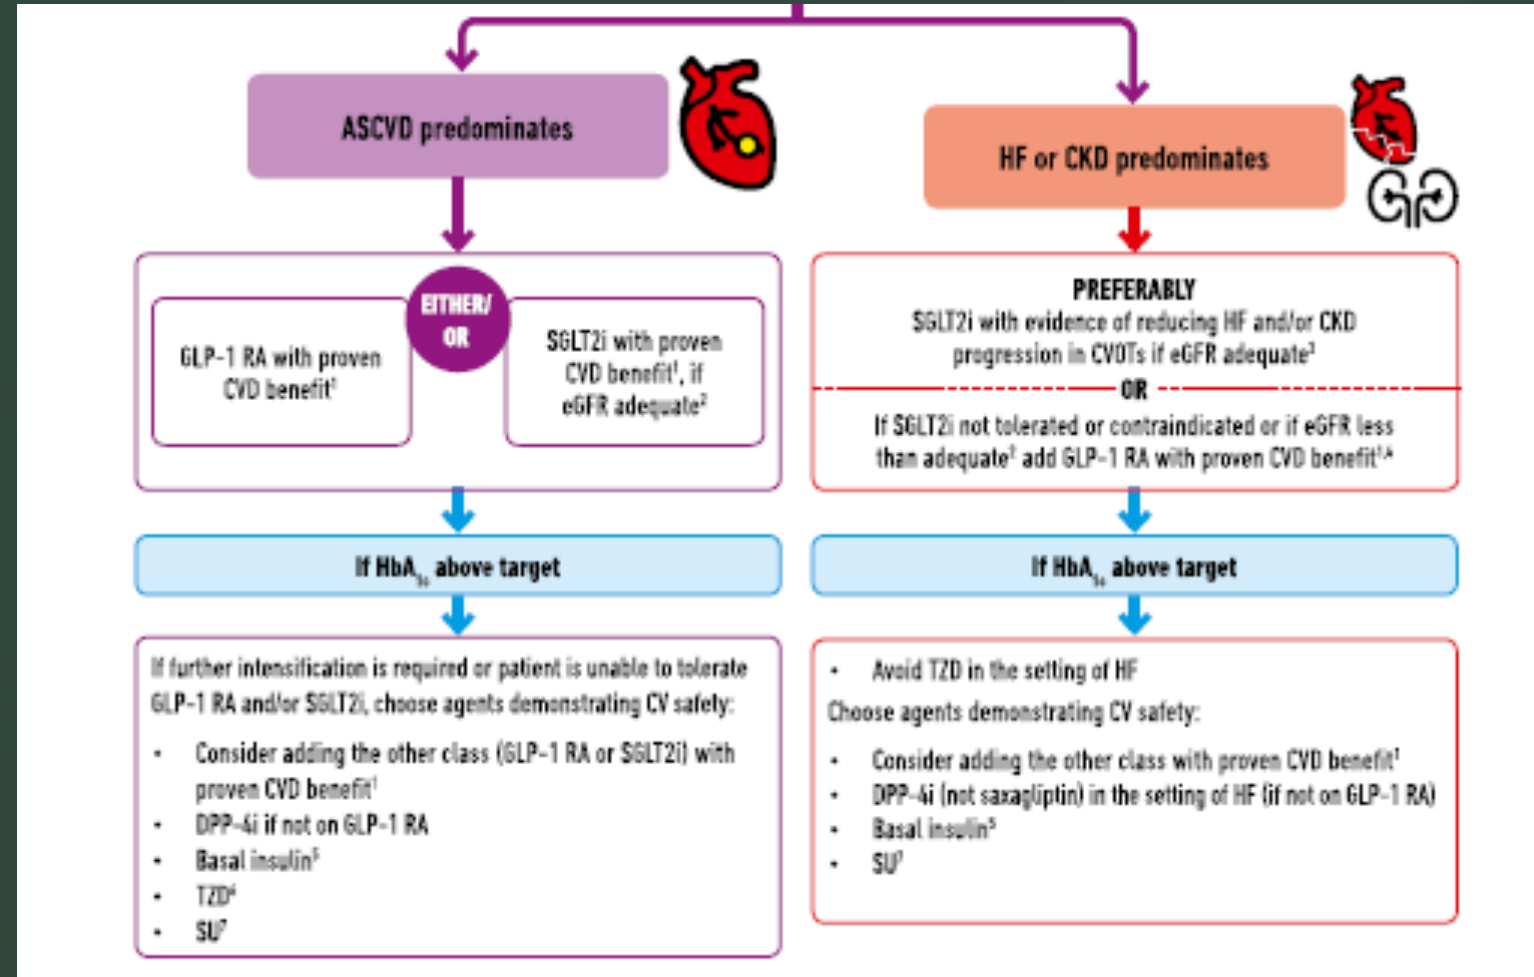 ASCVD predominates
EITHER/
OR
GLP-1 RA with proven
CVD benefit¹
SGLT2i with proven
CVD benefit¹, if
eGFR adequate²
If HbA₁c above target
If further intensification is required or patient is unable to tolerate
GLP-1 RA and/or SGLT2i, choose agents demonstrating CV safety:
• Consider adding the other class (GLP-1 RA or SGLT2i) with
proven CVD benefit¹
• DPP-4i if not on GLP-1 RA
• Basal insulin⁵
• TZD⁶
• SU⁷
HF or CKD predominates
PREFERABLY
SGLT2i with evidence of reducing HF and/or CKD
progression in CVOTs if eGFR adequate³
OR
If SGLT2i not tolerated or contraindicated or if eGFR less
than adequate² add GLP-1 RA with proven CVD benefit¹,⁴
If HbA₁c above target
• Avoid TZD in the setting of HF
Choose agents demonstrating CV safety:
• Consider adding the other class with proven CVD benefit¹
• DPP-4i (not saxagliptin) in the setting of HF (if not on GLP-1 RA)
• Basal insulin⁵
• SU⁷